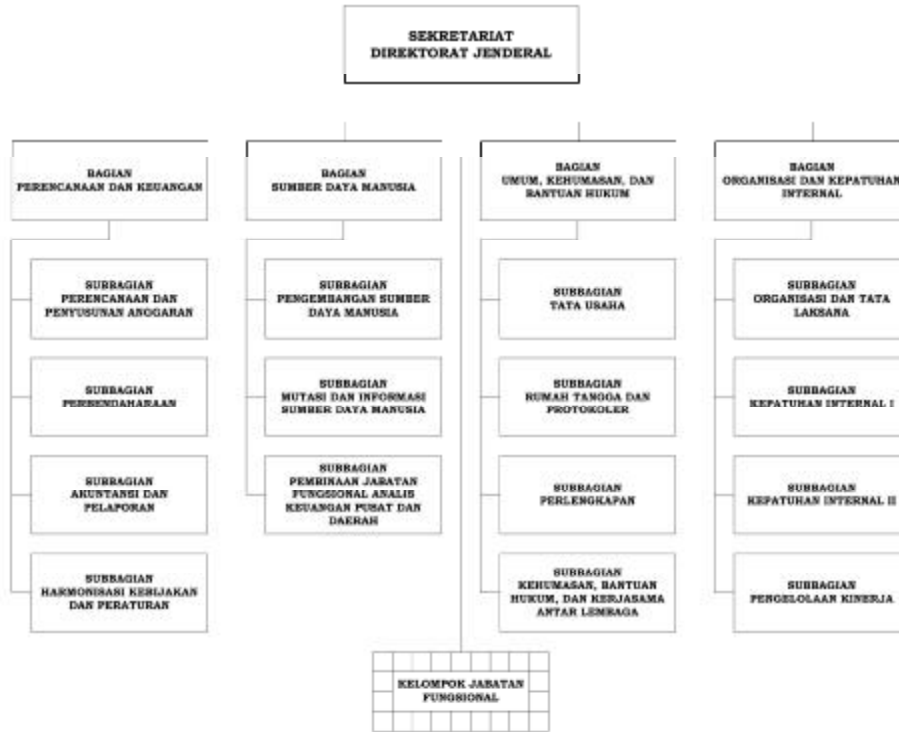 SEKRETARIAT
DIREKTORAT JENDERAL
BAGIAN
PERENCANAAN DAN KEUANGAN
SUBBAGIAN
PERENCANAAN DAN
PENYUSUNAN ANGGARAN
SUBBAGIAN
PERBENDAHARAAN
SUBBAGIAN
AKUNTANSI DAN
PELAPORAN
SUBBAGIAN
HARMONISASI KEBIJAKAN
DAN PERATURAN
BAGIAN
SUMBER DAYA MANUSIA
SUBBAGIAN
PENGEMBANGAN SUMBER
DAYA MANUSIA
SUBBAGIAN
MUTASI DAN INFORMASI
SUMBER DAYA MANUSIA
SUBBAGIAN
PEMBINAAN JABATAN
FUNGSIONAL ANALIS
KEUANGAN PUSAT DAN
DAERAH
BAGIAN
UMUM, KEHUMASAN, DAN
BANTUAN HUKUM
SUBBAGIAN
TATA USAHA
SUBBAGIAN
RUMAH TANGGA DAN
PROTOKOLER
SUBBAGIAN
PERLENGKAPAN
SUBBAGIAN
KEHUMASAN, BANTUAN
HUKUM, DAN KERJASAMA
ANTAR LEMBAGA
BAGIAN
ORGANISASI DAN KEPATUHAN
INTERNAL
SUBBAGIAN
ORGANISASI DAN TATA
LAKSANA
SUBBAGIAN
KEPATUHAN INTERNAL I
SUBBAGIAN
KEPATUHAN INTERNAL II
SUBBAGIAN
PENGELOLAAN KINERJA
KELOMPOK JABATAN
FUNGSIONAL